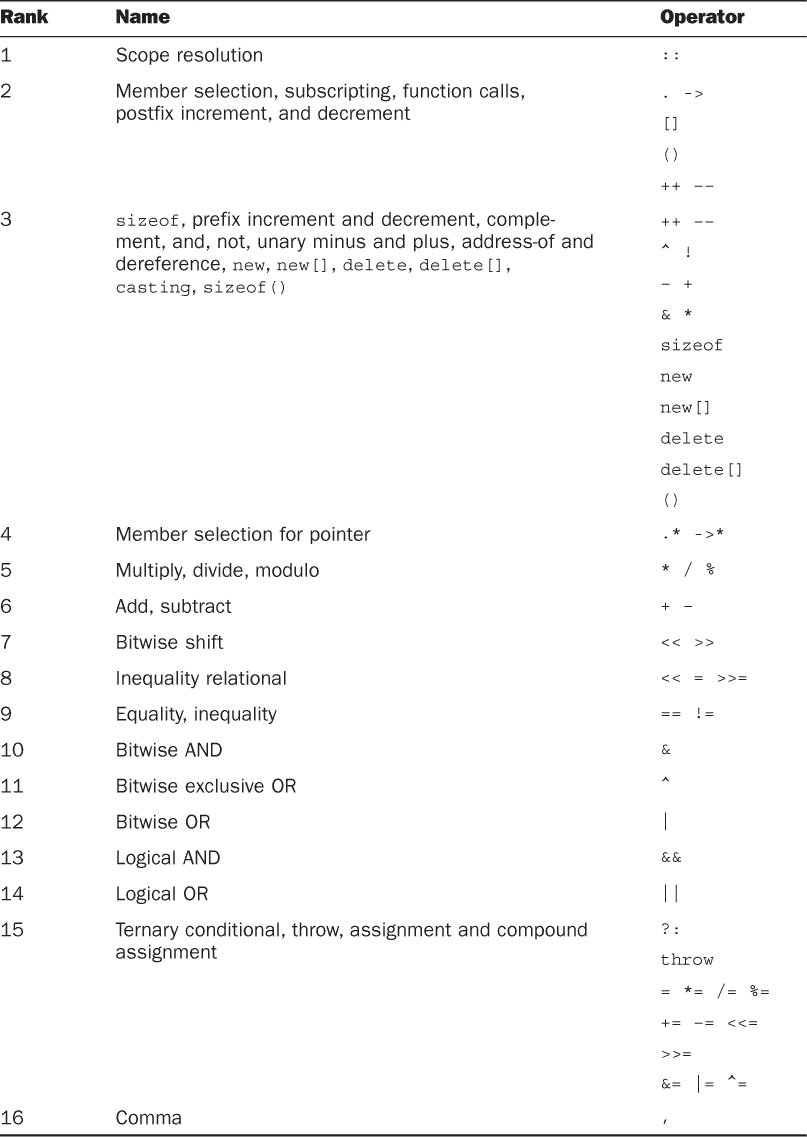 Rank Name Operator
1 Scope resolution ::
2 Member selection, subscripting, function calls, . ->
postfix increment, and decrement
[]
()
++ --
3 sizeof, prefix increment and decrement, comple- ++ --
ment, and, not, unary minus and plus, address-of and ^ !
dereference, new, new[], delete, delete[], - +
casting, sizeof()
& *
sizeof
new
new[]
delete
delete[]
()
4 Member selection for pointer .* ->*
5 Multiply, divide, modulo * / %
6 Add, subtract + -
7 Bitwise shift << >>
8 Inequality relational << = >>=
9 Equality, inequality == !=
10 Bitwise AND &
11 Bitwise exclusive OR ^
12 Bitwise OR |
13 Logical AND &&
14 Logical OR ||
15 Ternary conditional, throw, assignment and compound ?:
assignment
throw
= *= /= %=
+= -= <<=
>>=
&= |= ^=
16 Comma ,